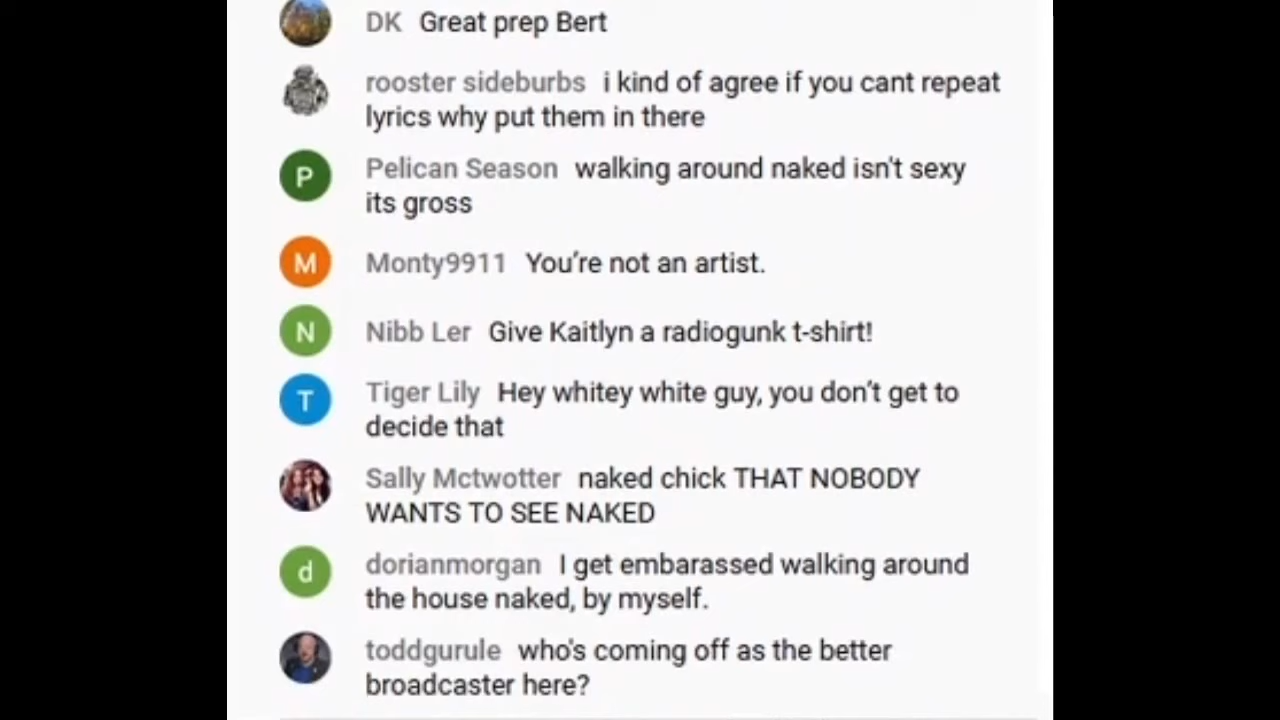 DK Great prep Bert
rooster sideburbs i kind of agree if you cant repeat
lyrics why put them in there
P Pelican Season walking around naked isn't sexy
its gross
M Monty9911 You're not an artist.
N Nibb Ler Give Kaitlyn a radiogunk t-shirt!
T Tiger Lily Hey whitey white guy, you don't get to
decide that
Sally Mctwotter naked chick THAT NOBODY
WANTS TO SEE NAKED
d dorianmorgan I get embarassed walking around
the house naked, by myself.
toddgurule who's coming off as the better
broadcaster here?